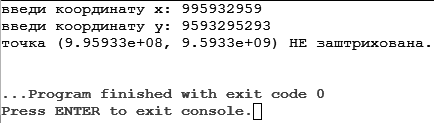 введи координату x: 995932959
введи координату y: 9593295293
точка (9.95933e+08, 9.5933e+09) НЕ заштрихована.
...Program finished with exit code 0
Press ENTER to exit console.